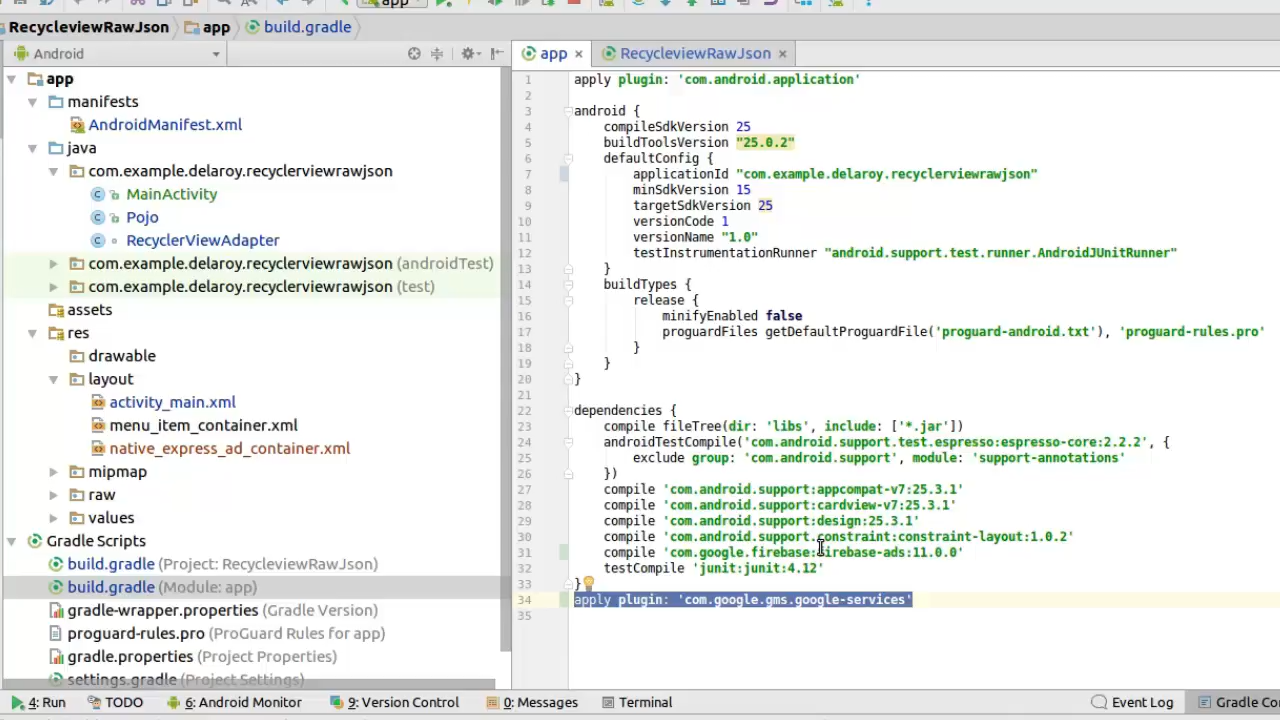 app
RecycleviewRawJson app build.gradle
Android
app
manifests
AndroidManifest.xml
java
com.example.delaroy.recyclerviewrawjson
MainActivity
Pojo
RecyclerViewAdapter
com.example.delaroy.recyclerviewrawjson (androidTest)
com.example.delaroy.recyclerviewrawjson (test)
assets
res
drawable
layout
activity_main.xml
menu_item_container.xml
native_express_ad_container.xml
mipmap
raw
values
Gradle Scripts
build.gradle (Project: RecycleviewRawJson)
build.gradle (Module: app)
gradle-wrapper.properties (Gradle Version)
proguard-rules.pro (ProGuard Rules for app)
gradle.properties (Project Properties)
settings.gradle (Project Settings)
app RecycleviewRawJson
1 apply plugin: 'com.android.application'
2
3 android {
4 compileSdkVersion 25
5 buildToolsVersion "25.0.2"
6 defaultConfig {
7 applicationId "com.example.delaroy.recyclerviewrawjson"
8 minSdkVersion 15
9 targetSdkVersion 25
10 versionCode 1
11 versionName "1.0"
12 testInstrumentationRunner "android.support.test.runner.AndroidJUnitRunner"
13 }
14 buildTypes {
15 release {
16 minifyEnabled false
17 proguardFiles getDefaultProguardFile('proguard-android.txt'), 'proguard-rules.pro'
18 }
19 }
20 }
21
22 dependencies {
23 compile fileTree(dir: 'libs', include: ['*.jar'])
24 androidTestCompile('com.android.support.test.espresso:espresso-core:2.2.2', {
25 exclude group: 'com.android.support', module: 'support-annotations'
26 })
27 compile 'com.android.support:appcompat-v7:25.3.1'
28 compile 'com.android.support:cardview-v7:25.3.1'
29 compile 'com.android.support:design:25.3.1'
30 compile 'com.android.support.constraint:constraint-layout:1.0.2'
31 compile 'com.google.firebase:firebase-ads:11.0.0'
32 testCompile 'junit:junit:4.12'
33 }
34 apply plugin: 'com.google.gms.google-services'
35
4: Run TODO 6: Android Monitor 9: Version Control 0: Messages Terminal Event Log Gradle Co